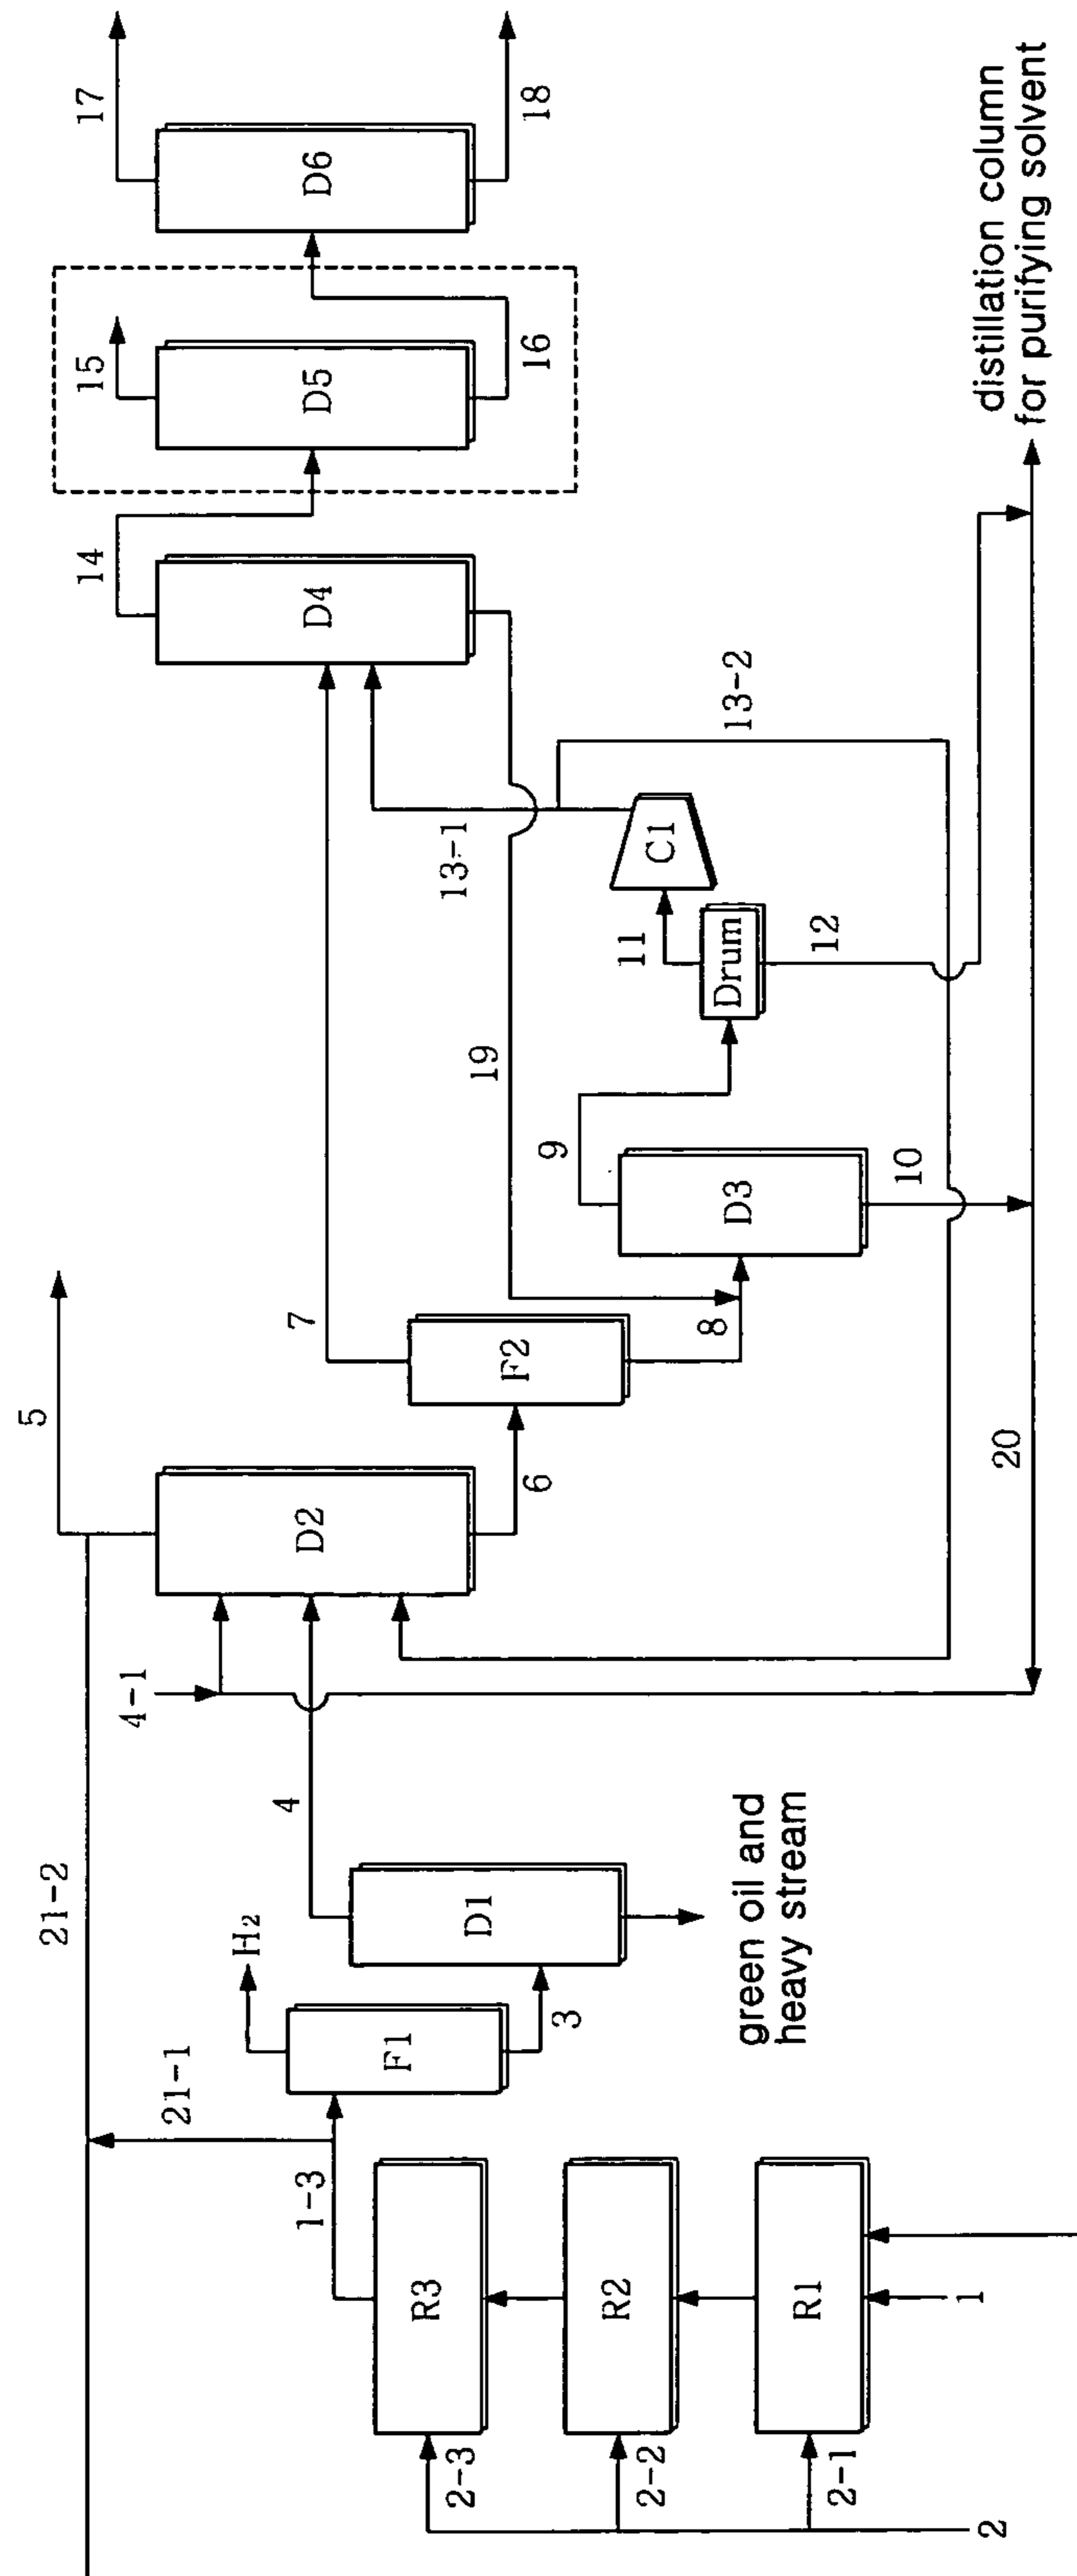 17
18
D6
15
16
D5
14
D4
distillation column
for purifying solvent
13-2
13-1
C1
11
12
Drum
19
9
10
D3
7
8
F2
5
6
D2
20
4-1
4
21-2
D1
green oil and
heavy stream
H2
3
F1
21-1
1-3
R3
R2
R1
1
2-3
2-2
2-1
2